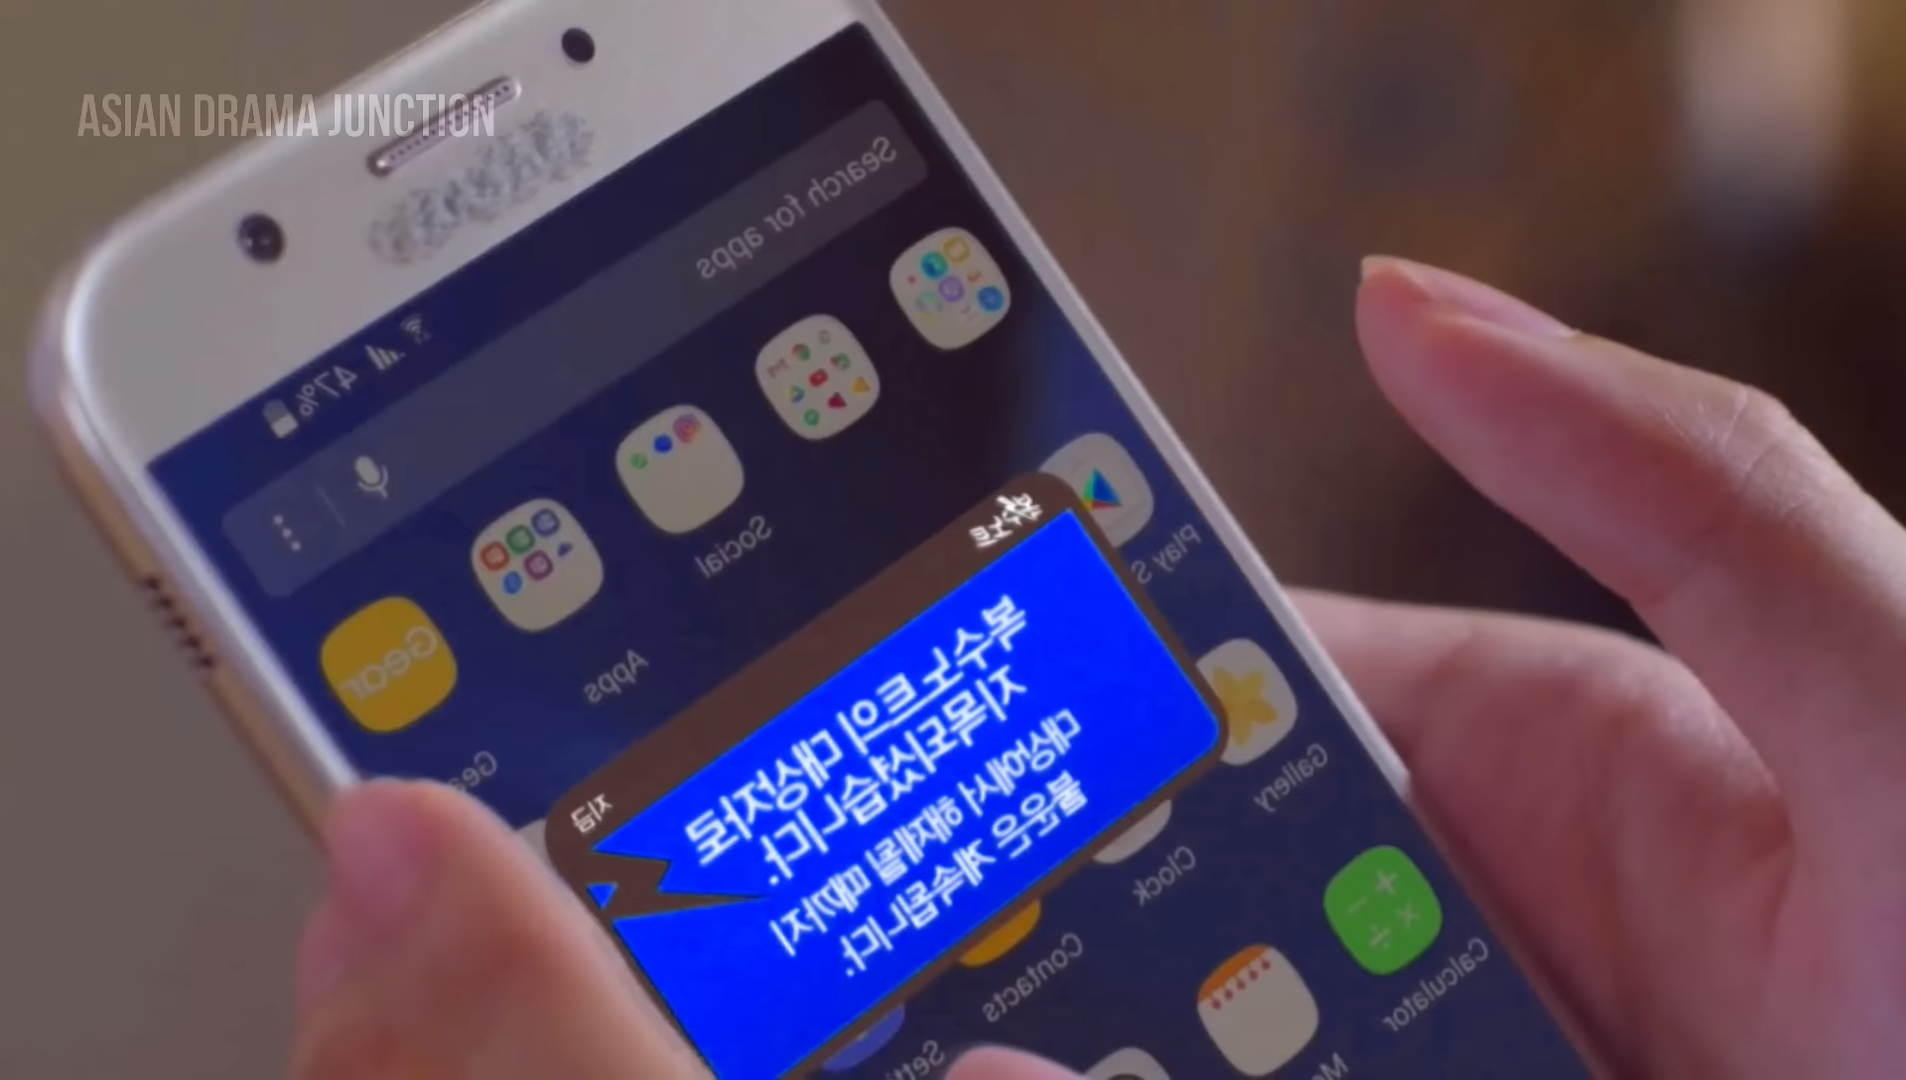 ASIAN DRAMA JUNCTION
47%
Search for apps
Social
Apps
Gear
Play S
Gallery
Clock
Contacts
Calculator
지금
복수노트의 대상자로
지목되셨습니다.
대상에서 해제될 때까지
불운은 계속됩니다.